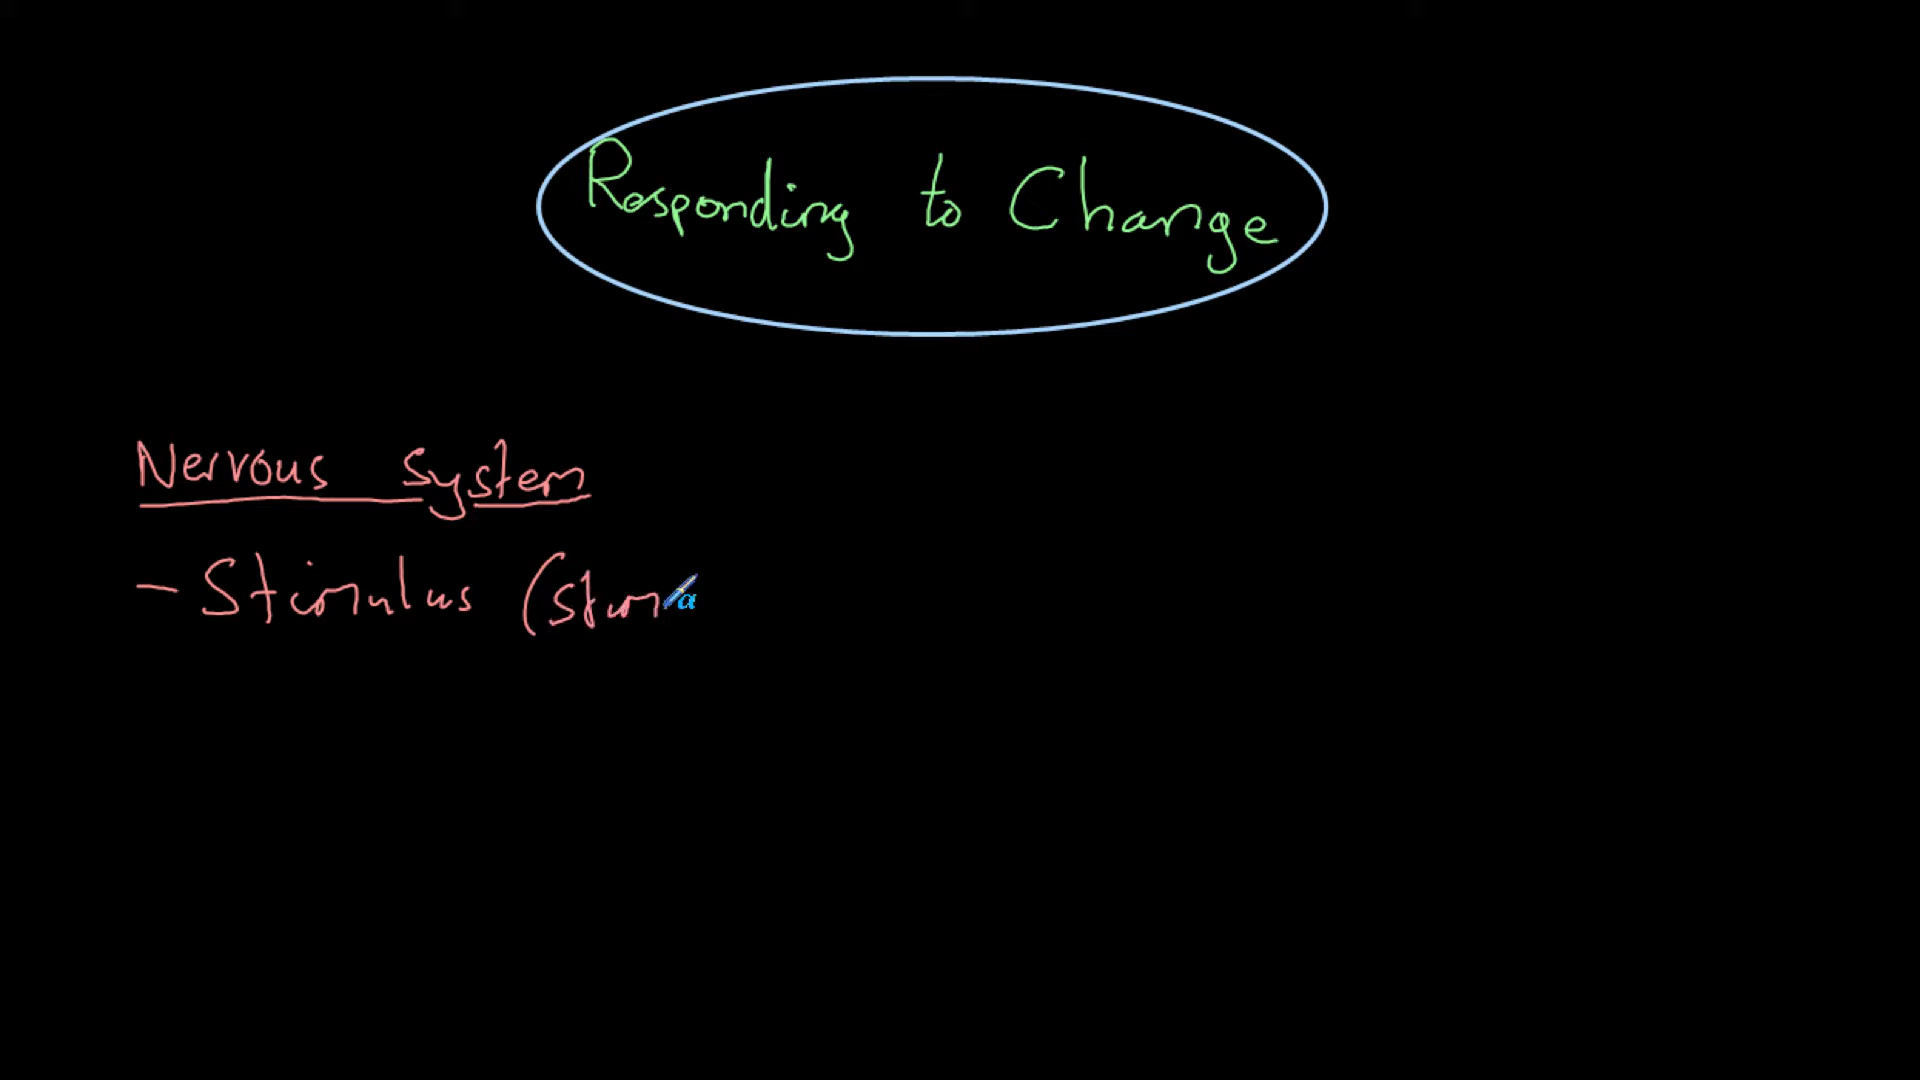 Responding to Change
Nervous system
- Stimulus (stim